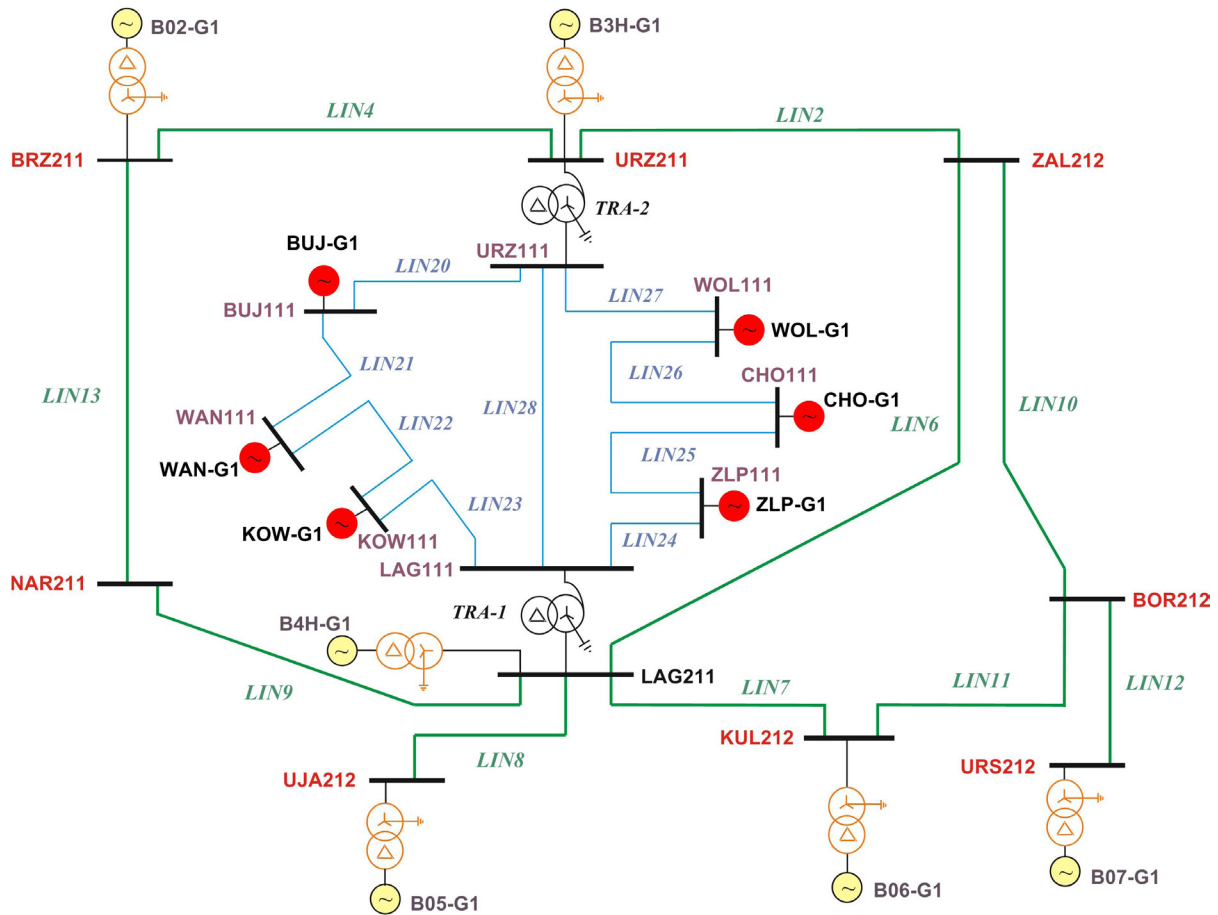 B02-G1
B3H-G1
LIN4
LIN2
BRZ211
URZ211
ZAL212
TRA-2
BUJ-G1
URZ111
LIN20
WOL111
LIN27
BUJ111
WOL-G1
LIN21
LIN26
CHO111
LIN13
LIN10
CHO-G1
WAN111
LIN22
LIN28
LIN6
LIN25
WAN-G1
ZLP111
LIN23
ZLP-G1
KOW-G1
KOW111
LIN24
LAG111
NAR211
BOR212
TRA-1
B4H-G1
LAG211
LIN9
LIN7
LIN11
LIN12
KUL212
LIN8
URS212
UJA212
B05-G1
B06-G1
B07-G1